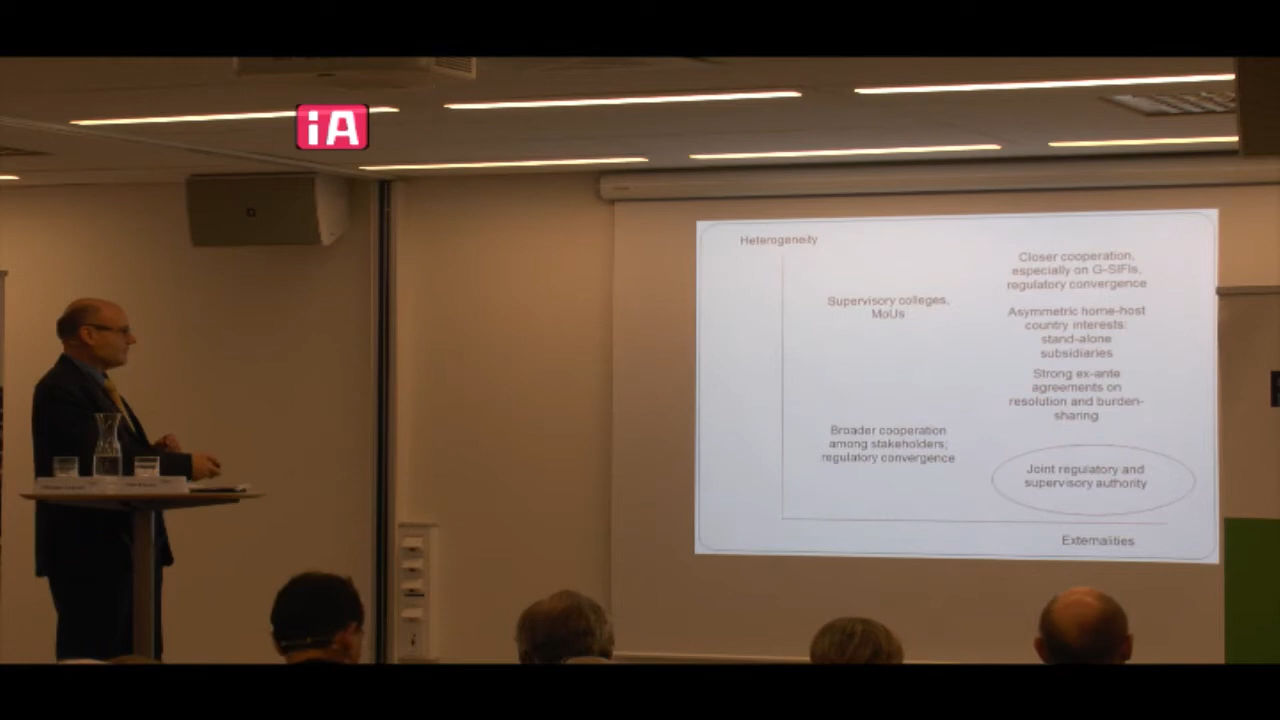 iA
Heterogeneity
Closer cooperation,
especially on G-SIFIs,
regulatory convergence
Supervisory colleges,
MoUs
Asymmetric home-host
country interests:
stand-alone
subsidiaries
Strong ex-ante
agreements on
resolution and burden-
sharing
Broader cooperation
among stakeholders;
regulatory convergence
Joint regulatory and
supervisory authority
Externalities